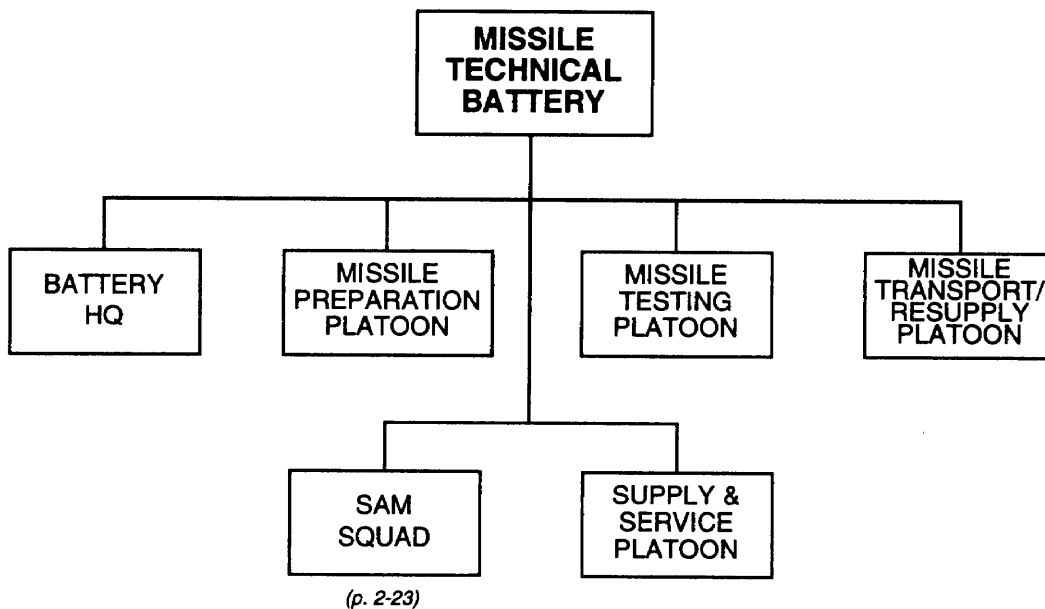 MISSILE
TECHNICAL
BATTERY
BATTERY
HQ
MISSILE
PREPARATION
PLATOON
MISSILE
TESTING
PLATOON
MISSILE
TRANSPORT/
RESUPPLY
PLATOON
SAM
SQUAD
(p. 2-23)
SUPPLY &
SERVICE
PLATOON